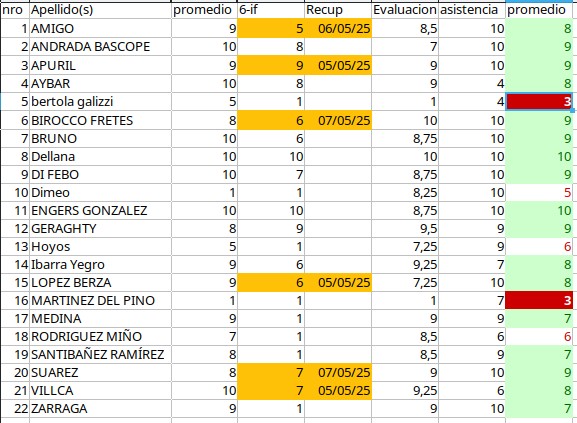 nro Apellido(s) promedio 6-if Recup Evaluacion asistencia promedio
1 AMIGO 9 5 06/05/25 8,5 10 8
2 ANDRADA BASCOPE 10 8 7 10 9
3 APURIL 9 9 05/05/25 9 10 9
4 AYBAR 10 8 9 4 8
5 bertola galizzi 5 1 1 4 3
6 BIROCCO FRETES 8 6 07/05/25 10 10 9
7 BRUNO 10 6 8,75 10 9
8 Dellana 10 10 10 10 10
9 DI FEBO 10 7 8,75 10 9
10 Dimeo 1 1 8,25 10 5
11 ENGERS GONZALEZ 10 10 8,75 10 10
12 GERAGHTY 8 9 9,5 9 9
13 Hoyos 5 1 7,25 9 6
14 Ibarra Yegro 9 6 9,25 7 8
15 LOPEZ BERZA 9 6 05/05/25 7,25 10 8
16 MARTINEZ DEL PINO 1 1 1 7 3
17 MEDINA 9 1 9 9 7
18 RODRIGUEZ MIÑO 7 1 8,5 6 6
19 SANTIBAÑEZ RAMÍREZ 8 1 8,5 9 7
20 SUAREZ 8 7 07/05/25 9 10 9
21 VILLCA 10 7 05/05/25 9,25 6 8
22 ZARRAGA 9 1 9 10 7